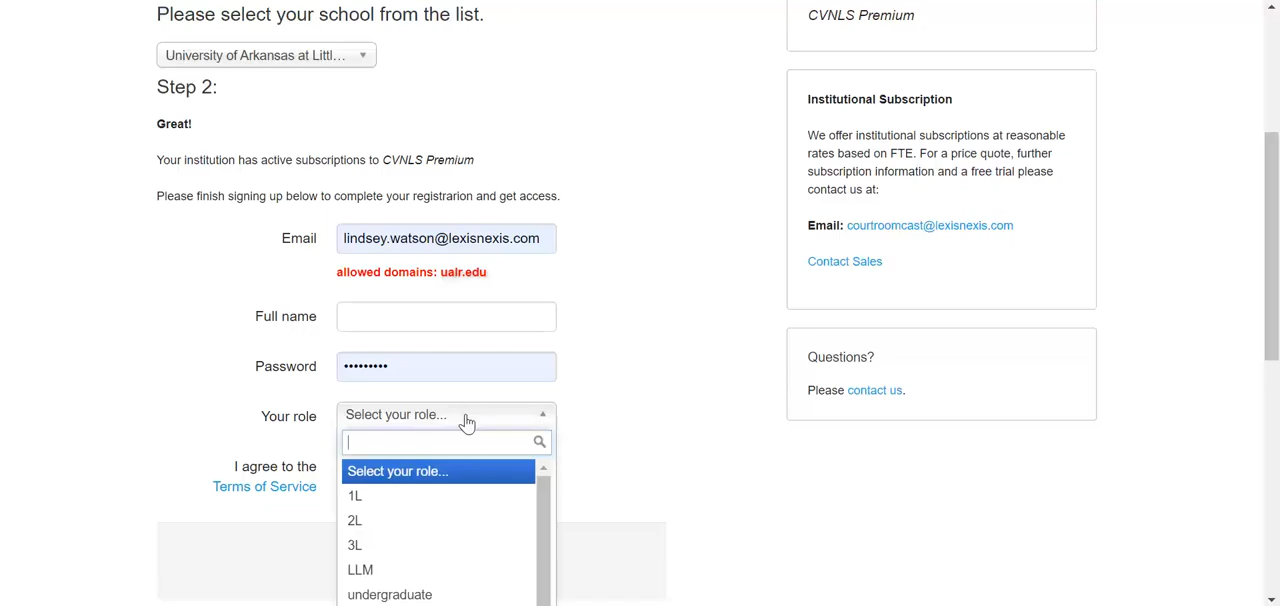 Please select your school from the list.
University of Arkansas at Littl...
Step 2:
Great!
Your institution has active subscriptions to CVNLS Premium
Please finish signing up below to complete your registrarion and get access.
Email
lindsey.watson@lexisnexis.com
allowed domains: ualr.edu
Full name
Password
•••••••••
Your role
Select your role...
I agree to the
Terms of Service
Select your role...
1L
2L
3L
LLM
undergraduate
CVNLS Premium
Institutional Subscription
We offer institutional subscriptions at reasonable
rates based on FTE. For a price quote, further
subscription information and a free trial please
contact us at:
Email: courtroomcast@lexisnexis.com
Contact Sales
Questions?
Please contact us.